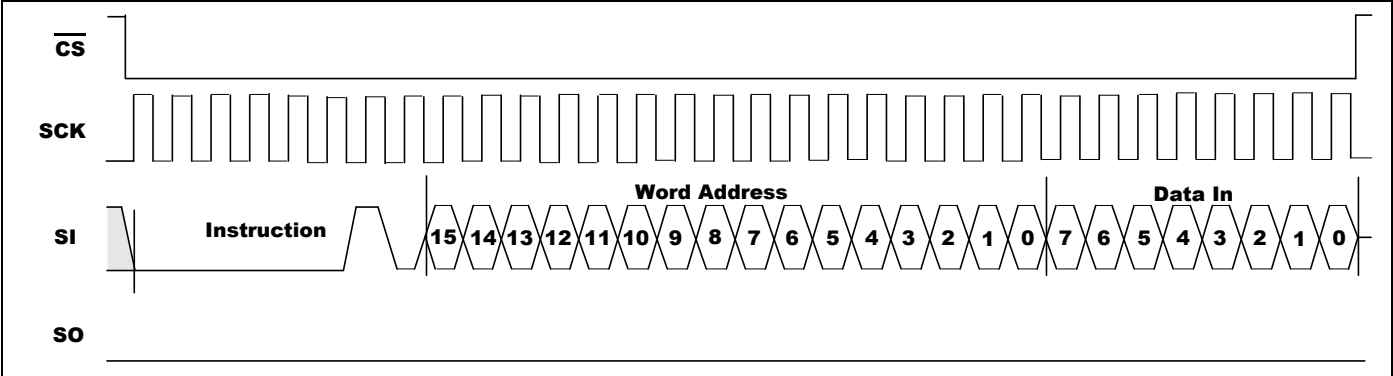 CS
SCK
Word Address Data In
SI Instruction 15 14 13 12 11 10 9 8 7 6 5 4 3 2 1 0 7 6 5 4 3 2 1 0
SO